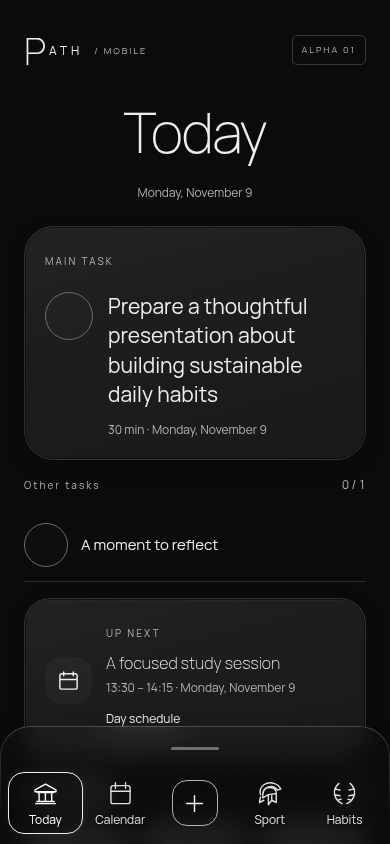 PATH / MOBILE
ALPHA 01
Today
Monday, November 9
MAIN TASK
Prepare a thoughtful
presentation about
building sustainable
daily habits
30 min · Monday, November 9
Other tasks
0 / 1
A moment to reflect
UP NEXT
A focused study session
13:30 – 14:15 · Monday, November 9
Day schedule
Today
Calendar
Sport
Habits